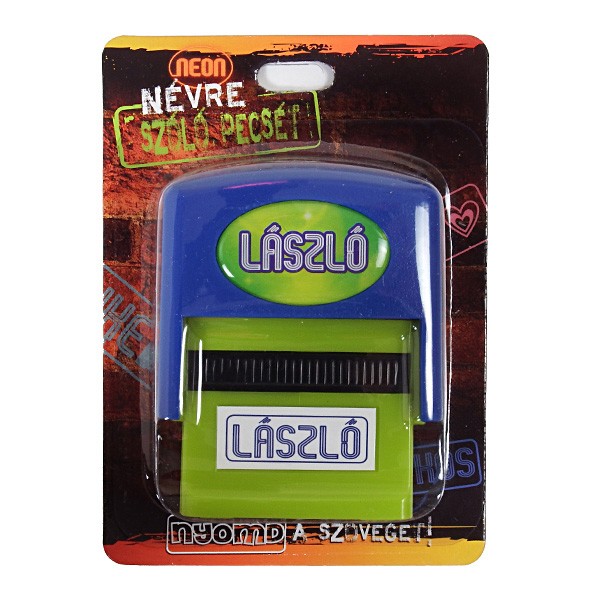 NEON
NÉVRE
SZÓLÓ PECSÉT
LÁSZLÓ
LÁSZLÓ
NYOMD A SZÖVEGET!